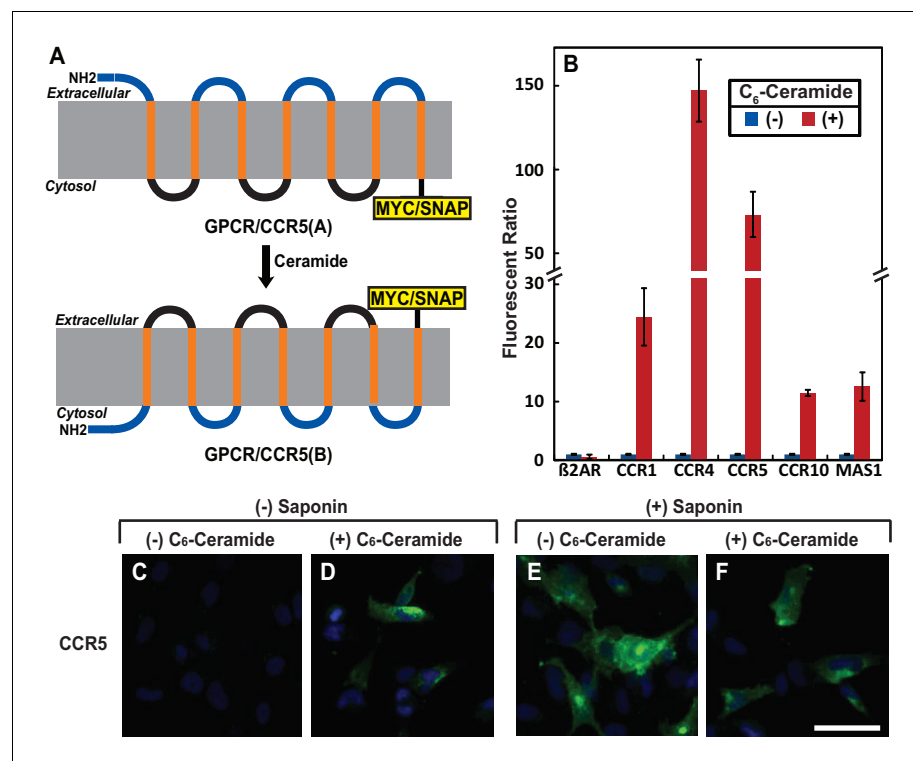 A
NH2
Extracellular
Cytosol
MYC/SNAP
GPCR/CCR5(A)
Ceramide
MYC/SNAP
Extracellular
Cytosol
NH2
GPCR/CCR5(B)
B
C6-Ceramide
(-) (+)
Fluorescent Ratio
150
100
50
30
20
10
0
ß2AR CCR1 CCR4 CCR5 CCR10 MAS1
(-) Saponin (+) Saponin
(-) C6-Ceramide (+) C6-Ceramide (-) C6-Ceramide (+) C6-Ceramide
C D E F
CCR5